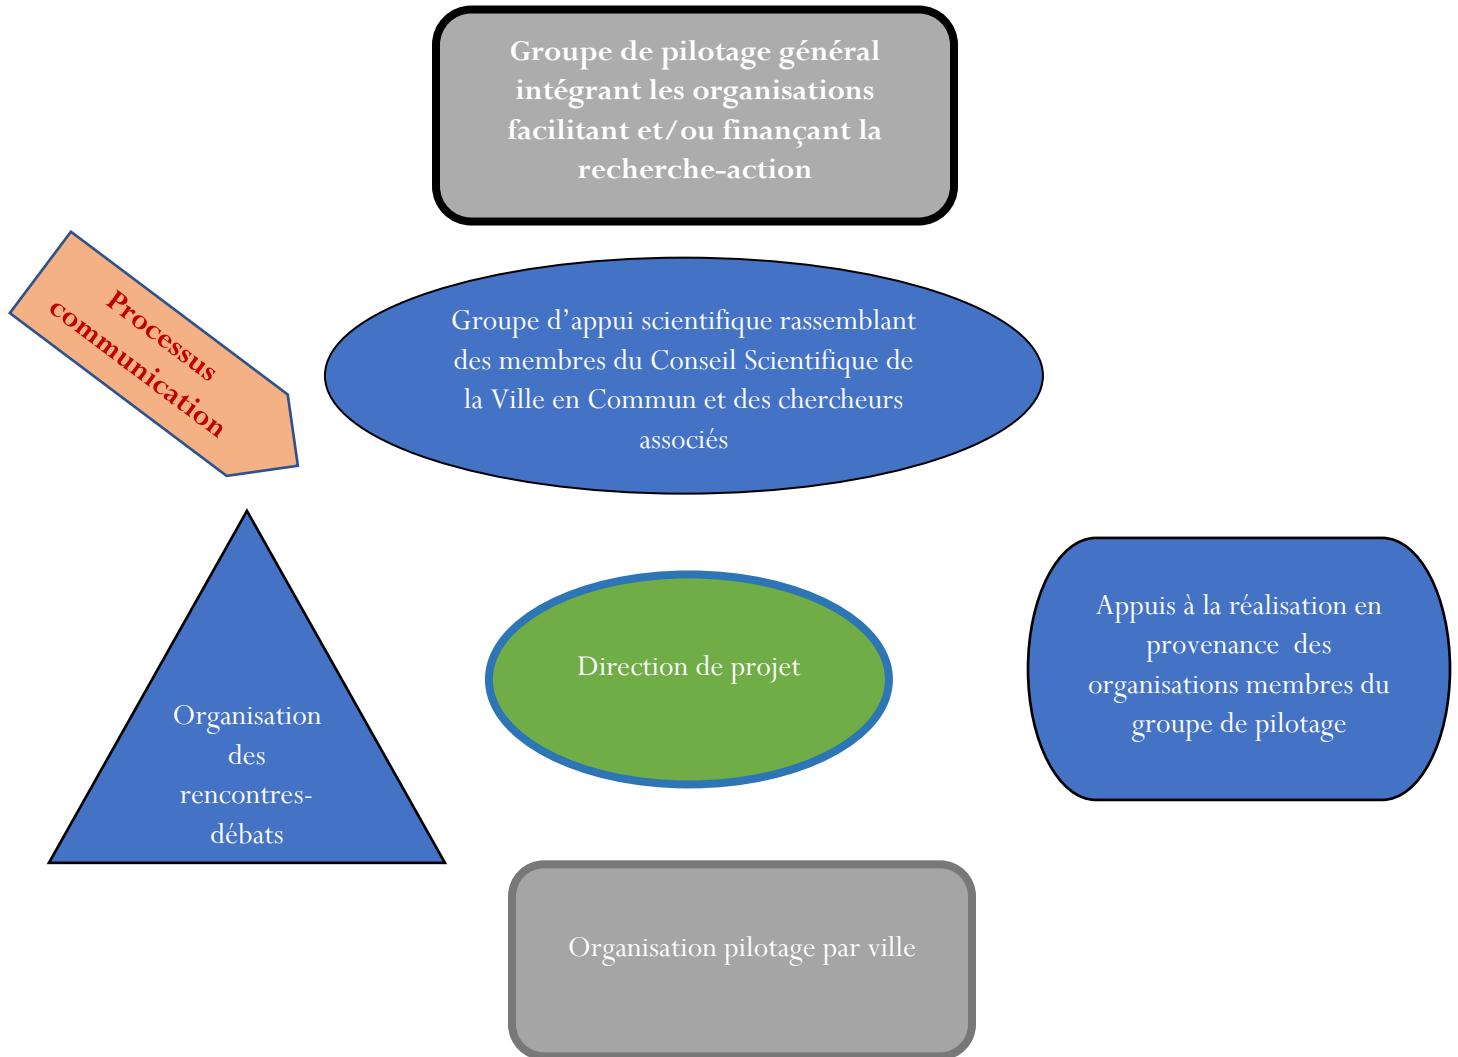 Groupe de pilotage général
intégrant les organisations
facilitant et/ou finançant la
recherche-action
Processus
communication
Groupe d’appui scientifique rassemblant
des membres du Conseil Scientifique de
la Ville en Commun et des chercheurs
associés
Organisation
des
rencontres-
débats
Direction de projet
Appuis à la réalisation en
provenance  des
organisations membres du
groupe de pilotage
Organisation pilotage par ville